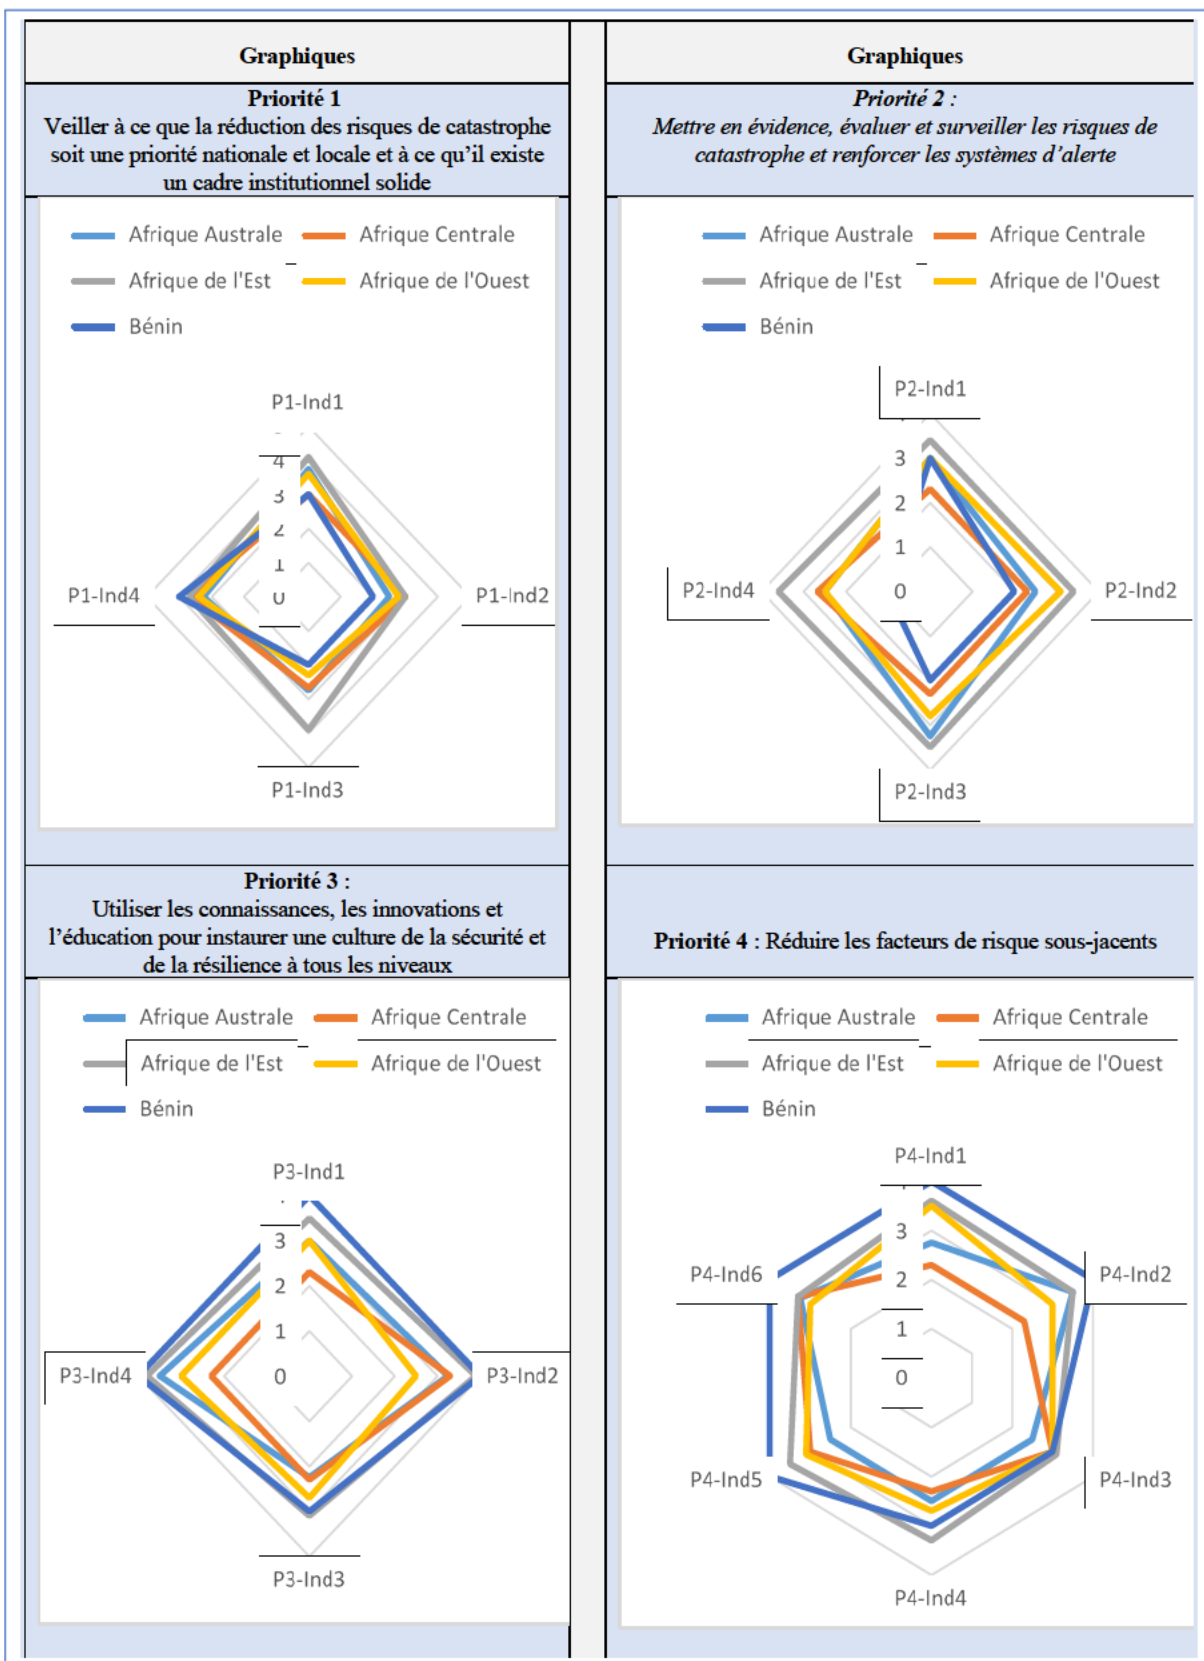 Graphiques
Priorité 1
Veiller à ce que la réduction des risques de catastrophe
soit une priorité nationale et locale et à ce qu'il existe
un cadre institutionnel solide
Afrique Australe
Afrique Centrale
Afrique de l'Est
Afrique de l'Ouest
Bénin
P1-Ind1
4
3
2
1
0
P1-Ind4
P1-Ind2
P1-Ind3
Graphiques
Priorité 2 :
Mettre en évidence, évaluer et surveiller les risques de
catastrophe et renforcer les systèmes d'alerte
Afrique Australe
Afrique Centrale
Afrique de l'Est
Afrique de l'Ouest
Bénin
P2-Ind1
3
2
1
0
P2-Ind4
P2-Ind2
P2-Ind3
Priorité 3 :
Utiliser les connaissances, les innovations et
l'éducation pour instaurer une culture de la sécurité et
de la résilience à tous les niveaux
Afrique Australe
Afrique Centrale
Afrique de l'Est
Afrique de l'Ouest
Bénin
P3-Ind1
3
2
1
0
P3-Ind4
P3-Ind2
P3-Ind3
Priorité 4 : Réduire les facteurs de risque sous-jacents
Afrique Australe
Afrique Centrale
Afrique de l'Est
Afrique de l'Ouest
Bénin
P4-Ind1
3
2
1
0
P4-Ind6
P4-Ind2
P4-Ind5
P4-Ind3
P4-Ind4